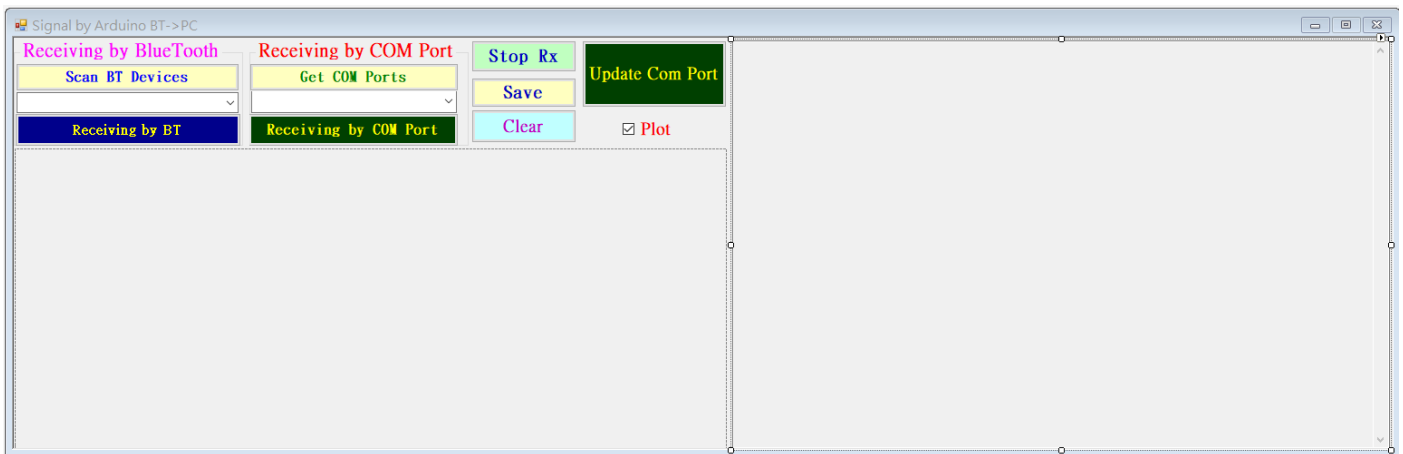 Signal by Arduino BT->PC
Receiving by BlueTooth
Scan BT Devices
Receiving by BT
Receiving by COM Port
Get COM Ports
Receiving by COM Port
Stop Rx
Save
Clear
Update Com Port
Plot